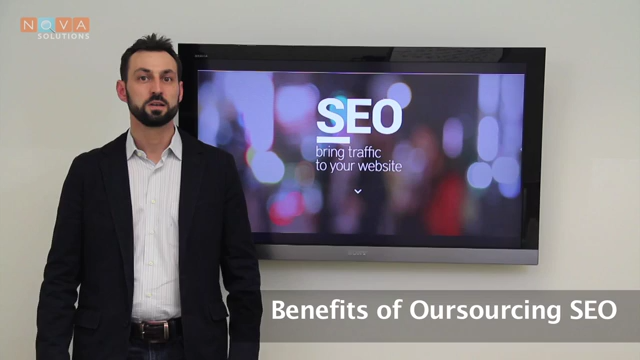 NOVA
SOLUTIONS
SEO
bring traffic
to your website
Benefits of Oursourcing SEO